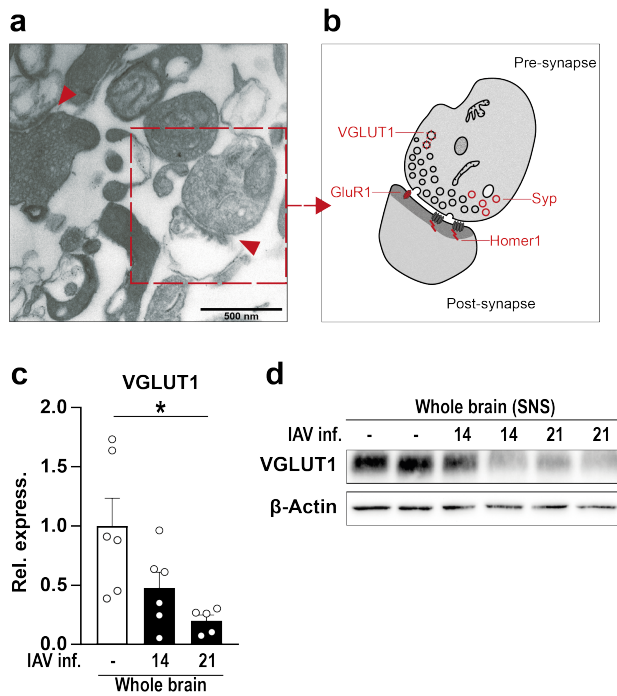 a
500 nm
b
Pre-synapse
VGLUT1
GluR1
Syp
Homer1
Post-synapse
c
VGLUT1
*
Rel. express.
2.0
1.5
1.0
0.5
0.0
IAV inf. - 14 21
Whole brain
d
Whole brain (SNS)
IAV inf. - - 14 14 21 21
VGLUT1
β-Actin